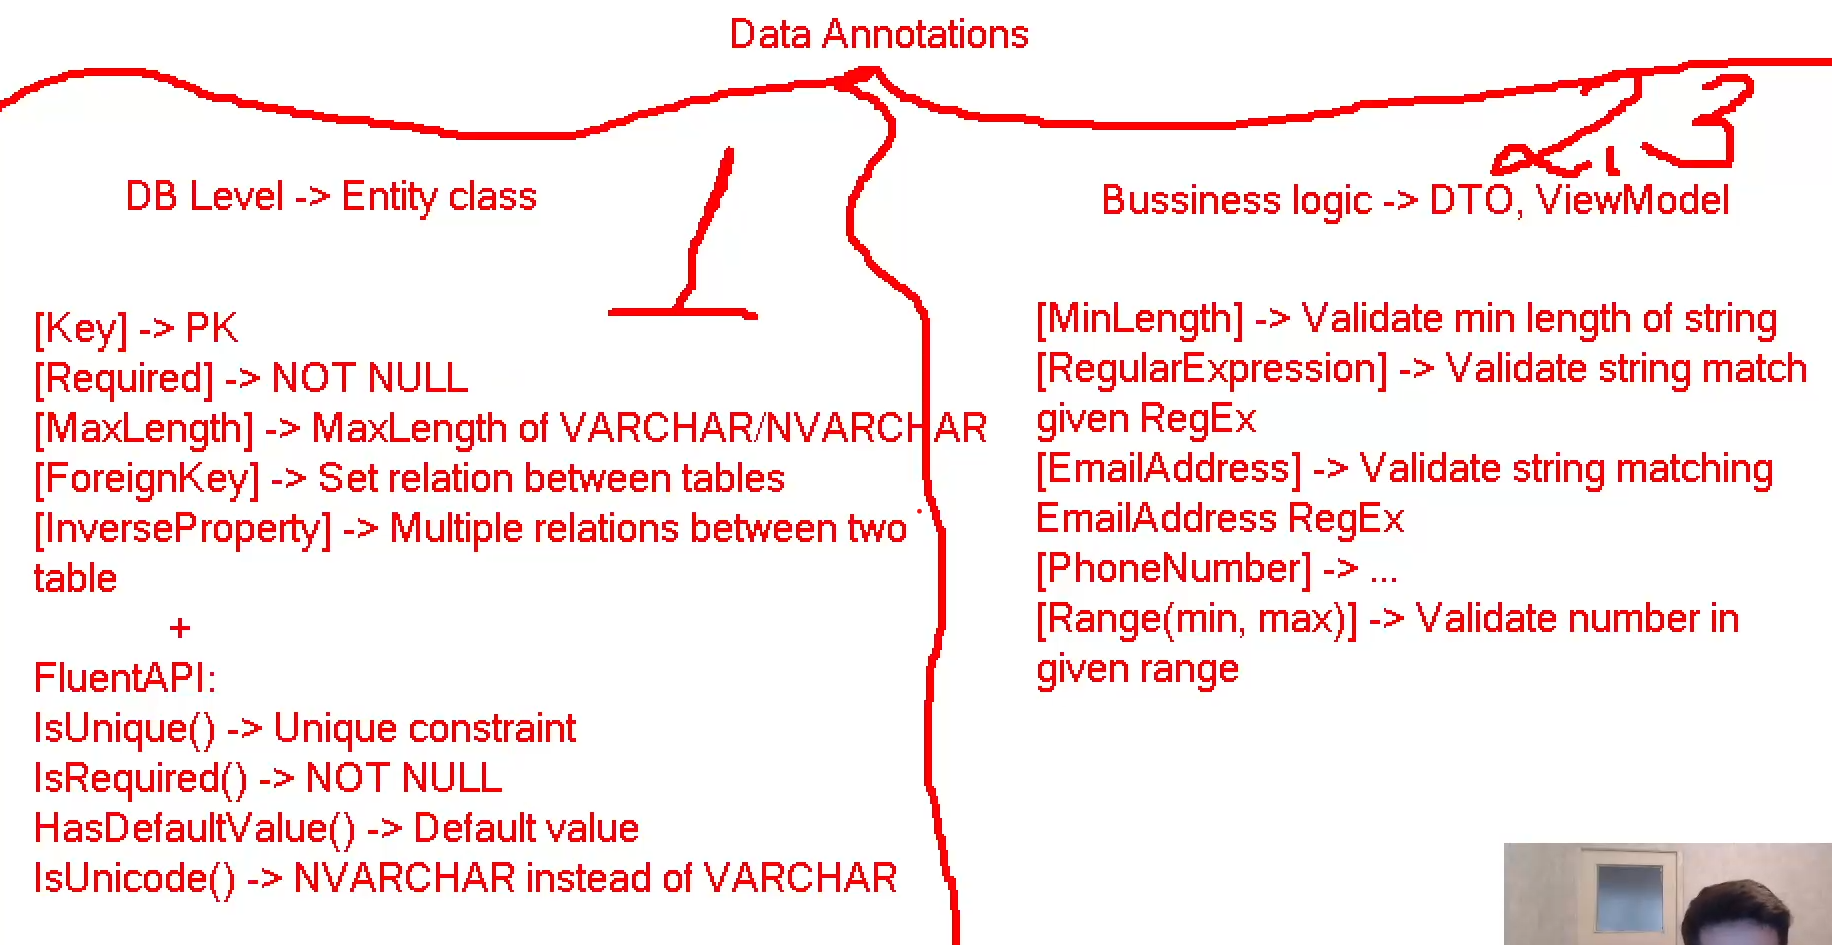 Data Annotations
DB Level -> Entity class
1
[Key] -> PK
[Required] -> NOT NULL
[MaxLength] -> MaxLength of VARCHAR/NVARCHAR
[ForeignKey] -> Set relation between tables
[InverseProperty] -> Multiple relations between two
table
+
FluentAPI:
IsUnique() -> Unique constraint
IsRequired() -> NOT NULL
HasDefaultValue() -> Default value
IsUnicode() -> NVARCHAR instead of VARCHAR
2, 3
Bussiness logic -> DTO, ViewModel
[MinLength] -> Validate min length of string
[RegularExpression] -> Validate string match
given RegEx
[EmailAddress] -> Validate string matching
EmailAddress RegEx
[PhoneNumber] -> ...
[Range(min, max)] -> Validate number in
given range